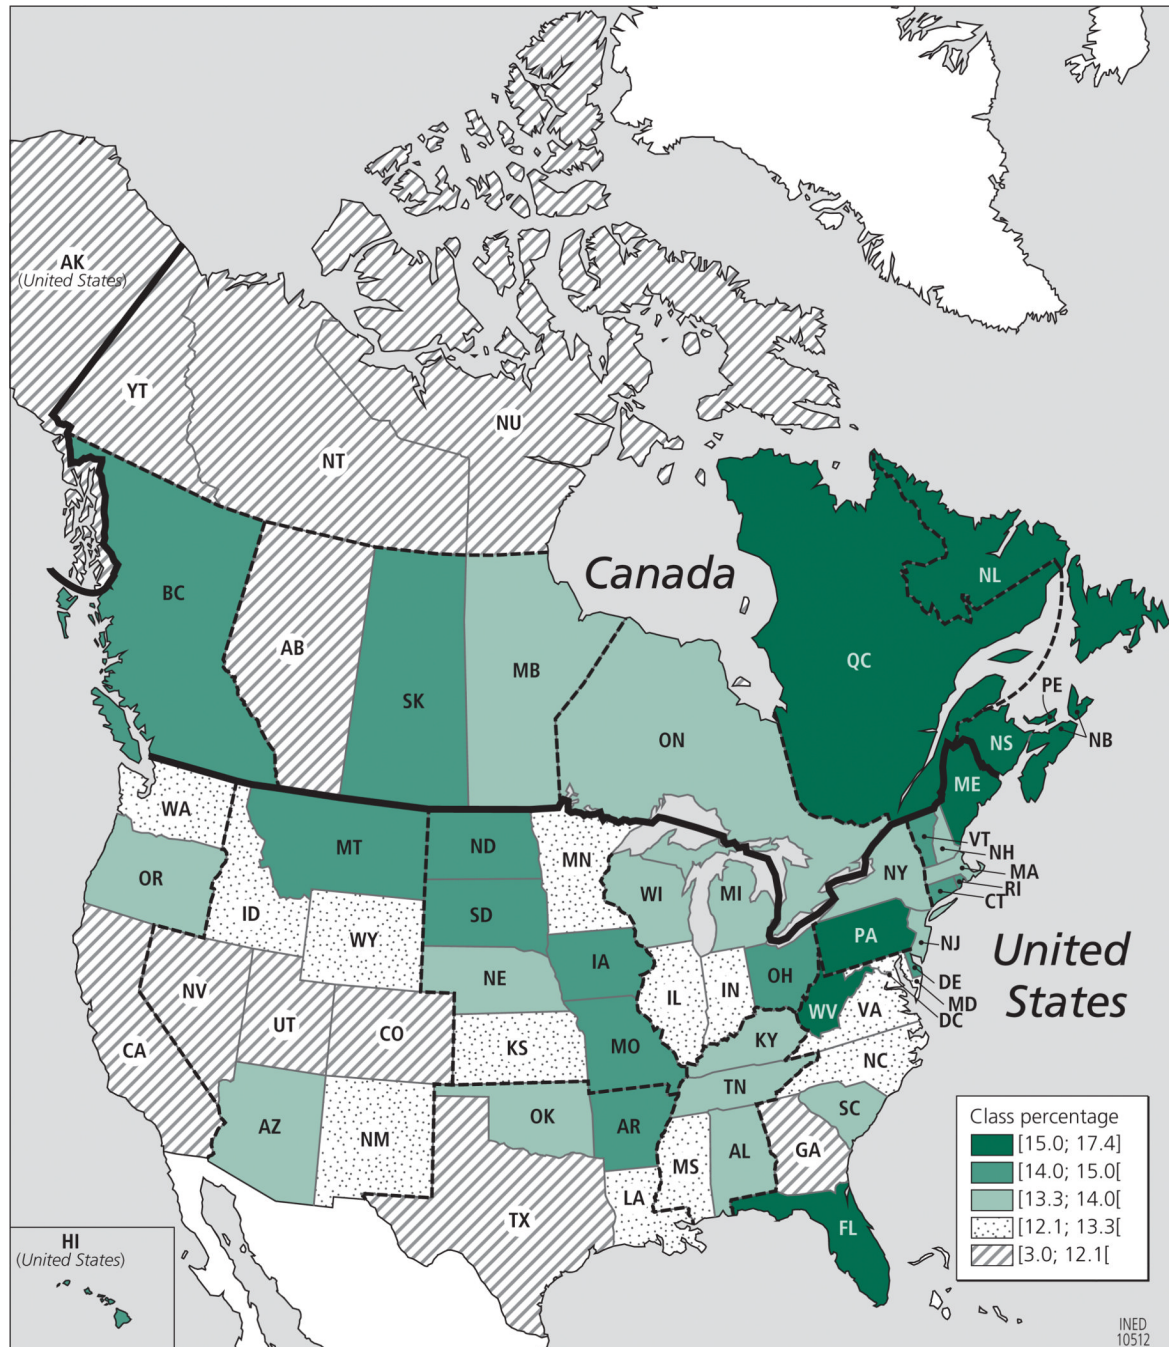 AK
(United States)
YT
NU
NT
Canada
NL
BC
AB
QC
MB
SK
PE
ON
NS
NB
ME
WA
VT
MT
ND
NH
MN
MA
OR
WI
MI
NY
RI
CT
ID
SD
WY
PA
NJ
United
States
IA
NE
OH
DE
NV
IL
IN
MD
WV
VA
DC
UT
CO
KY
CA
KS
MO
NC
TN
SC
AZ
NM
OK
AR
AL
GA
MS
LA
TX
FL
HI
(United States)
Class percentage
[15.0; 17.4]
[14.0; 15.0[
[13.3; 14.0[
[12.1; 13.3[
[3.0; 12.1[
INED
10512